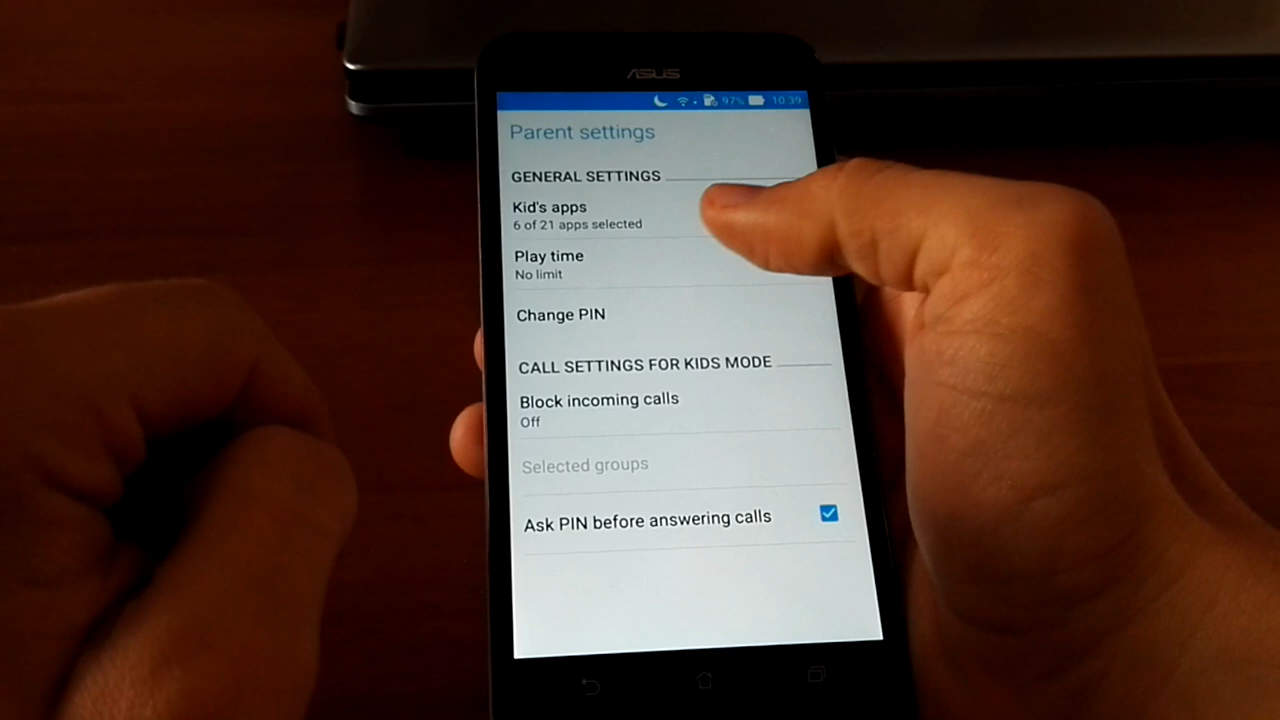 ASUS
97% 10:39
Parent settings
GENERAL SETTINGS
Kid's apps
6 of 21 apps selected
Play time
No limit
Change PIN
CALL SETTINGS FOR KIDS MODE
Block incoming calls
Off
Selected groups
Ask PIN before answering calls